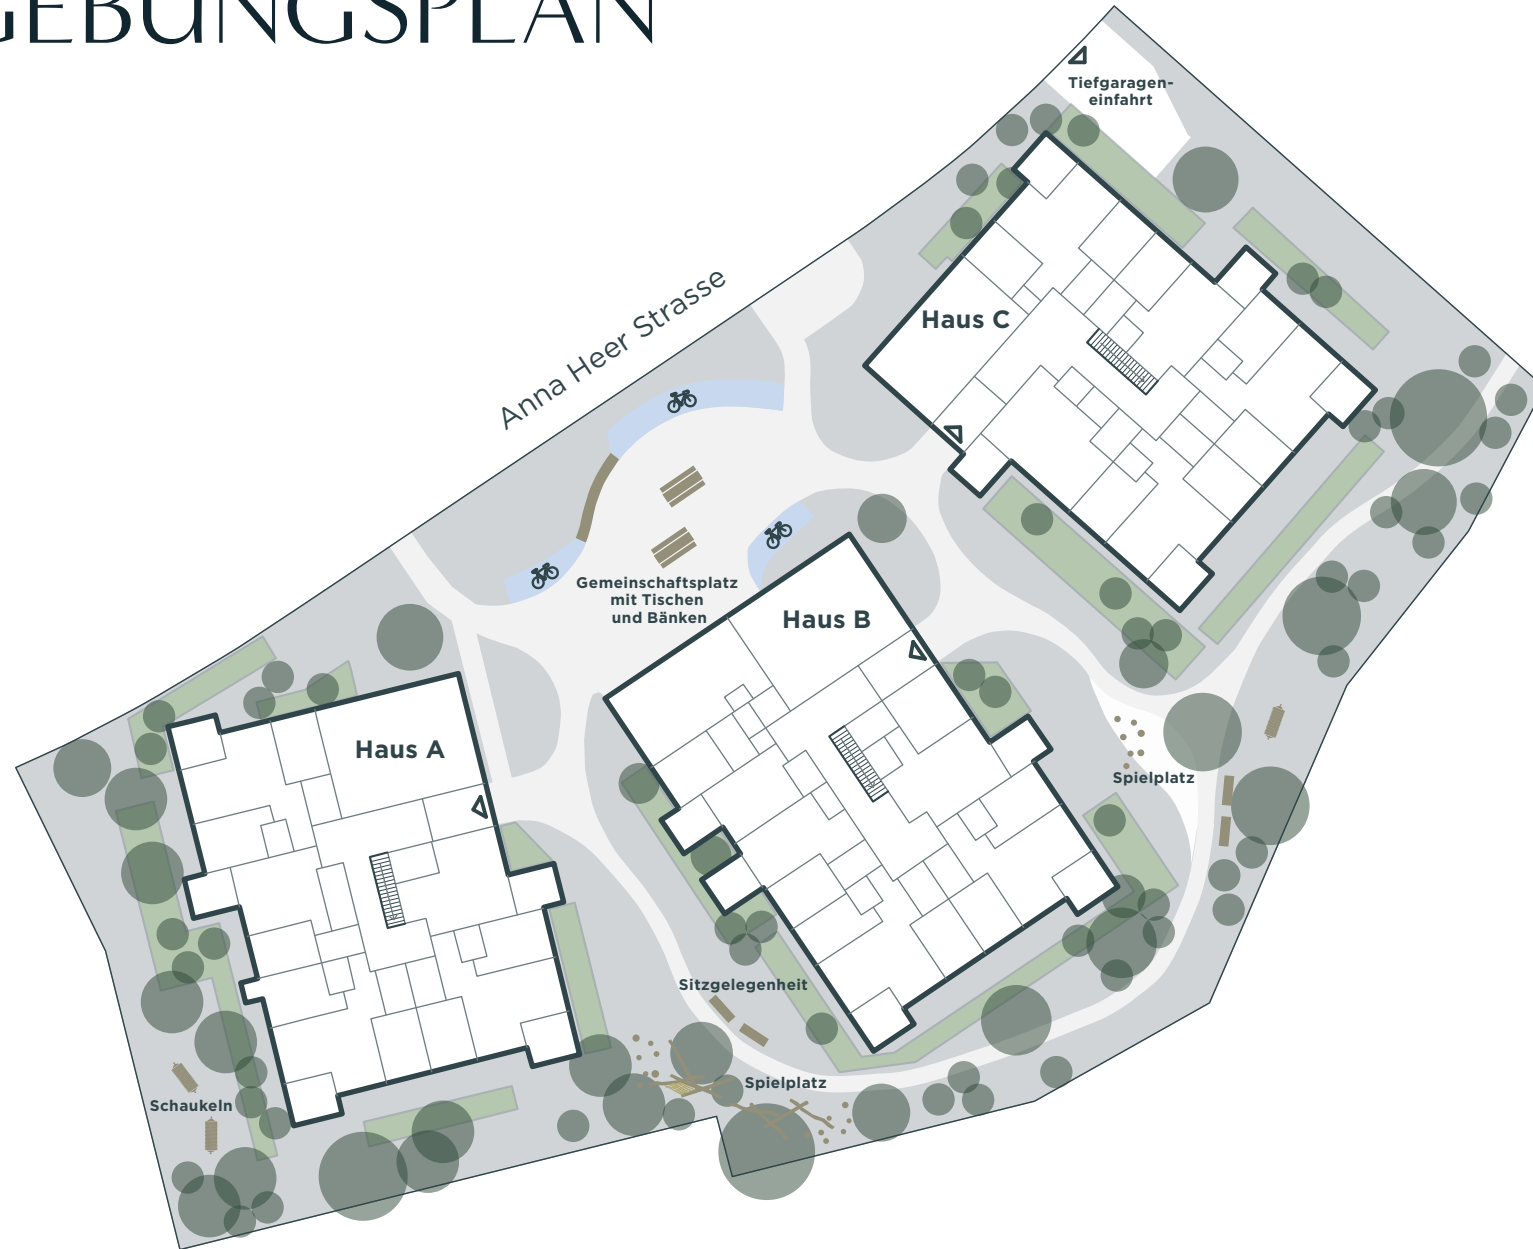 GEBUNGSPLAN
Tiefgaragen-
einfahrt
Anna Heer Strasse
Haus C
Gemeinschaftsplatz
mit Tischen
und Bänken
Haus B
Haus A
Spielplatz
Sitzgelegenheit
Spielplatz
Schaukeln